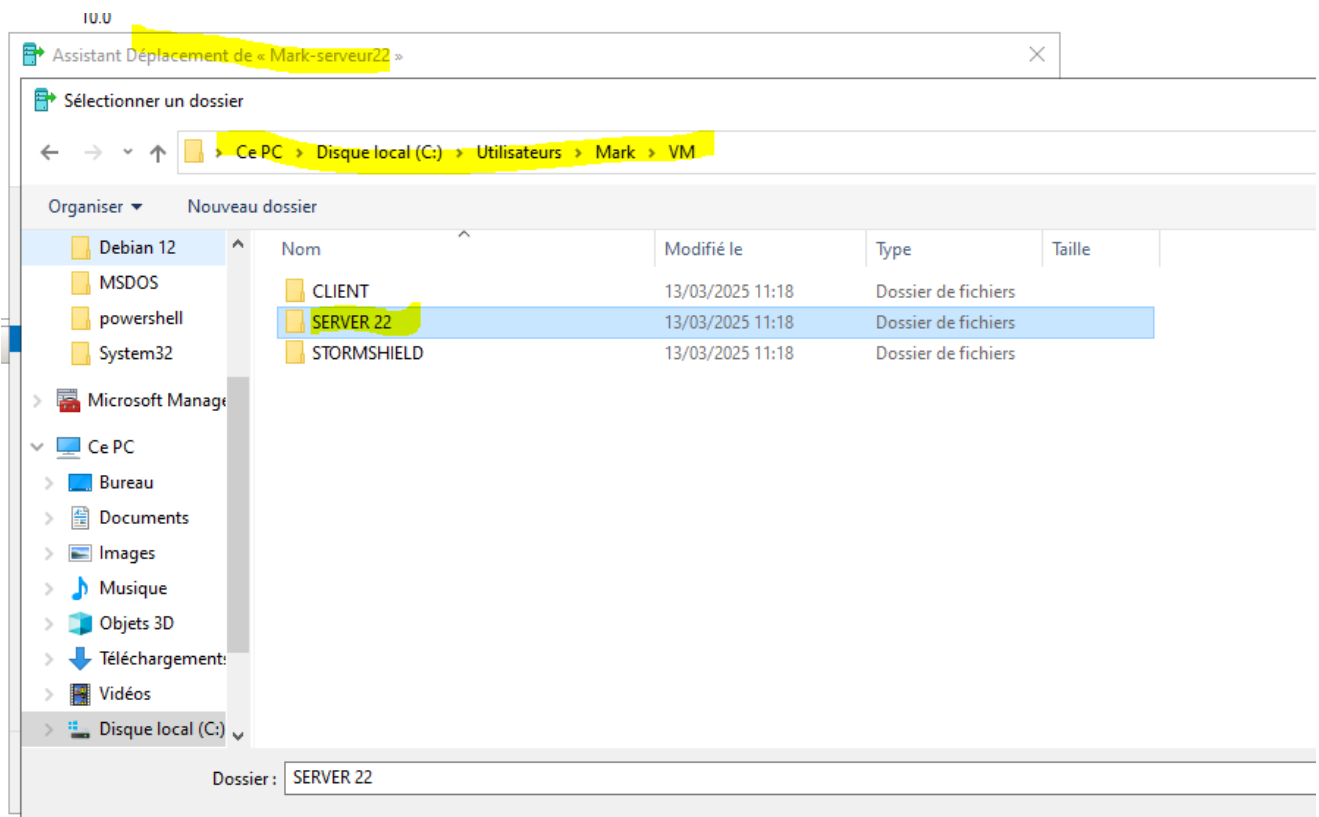 10.0
Assistant Déplacement de « Mark-serveur22 »
Sélectionner un dossier
Ce PC > Disque local (C:) > Utilisateurs > Mark > VM
Organiser Nouveau dossier
Nom Modifié le Type Taille
Debian 12
MSDOS
powershell
System32
Microsoft Manage
Ce PC
Bureau
Documents
Images
Musique
Objets 3D
Téléchargements
Vidéos
Disque local (C:)
CLIENT 13/03/2025 11:18 Dossier de fichiers
SERVER 22 13/03/2025 11:18 Dossier de fichiers
STORMSHIELD 13/03/2025 11:18 Dossier de fichiers
Dossier : SERVER 22